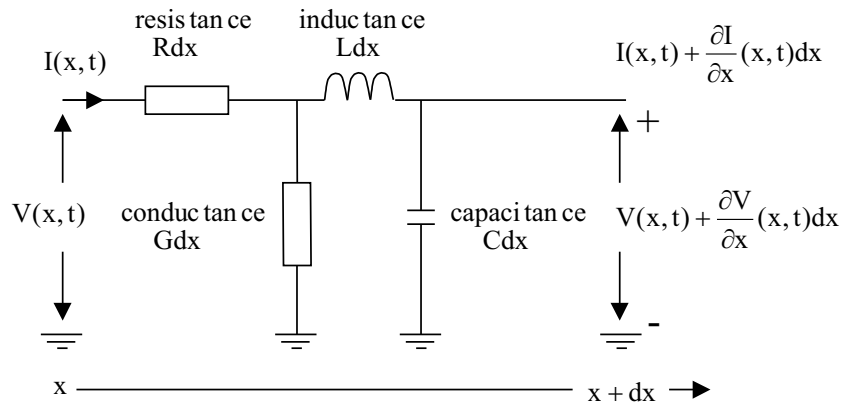 resis tan ce
Rdx
induc tan ce
Ldx
I(x, t)
I(x, t) + ∂I/∂x (x, t)dx
+
V(x, t)
conduc tan ce
Gdx
capaci tan ce
Cdx
V(x, t) + ∂V/∂x (x, t)dx
-
x
x + dx